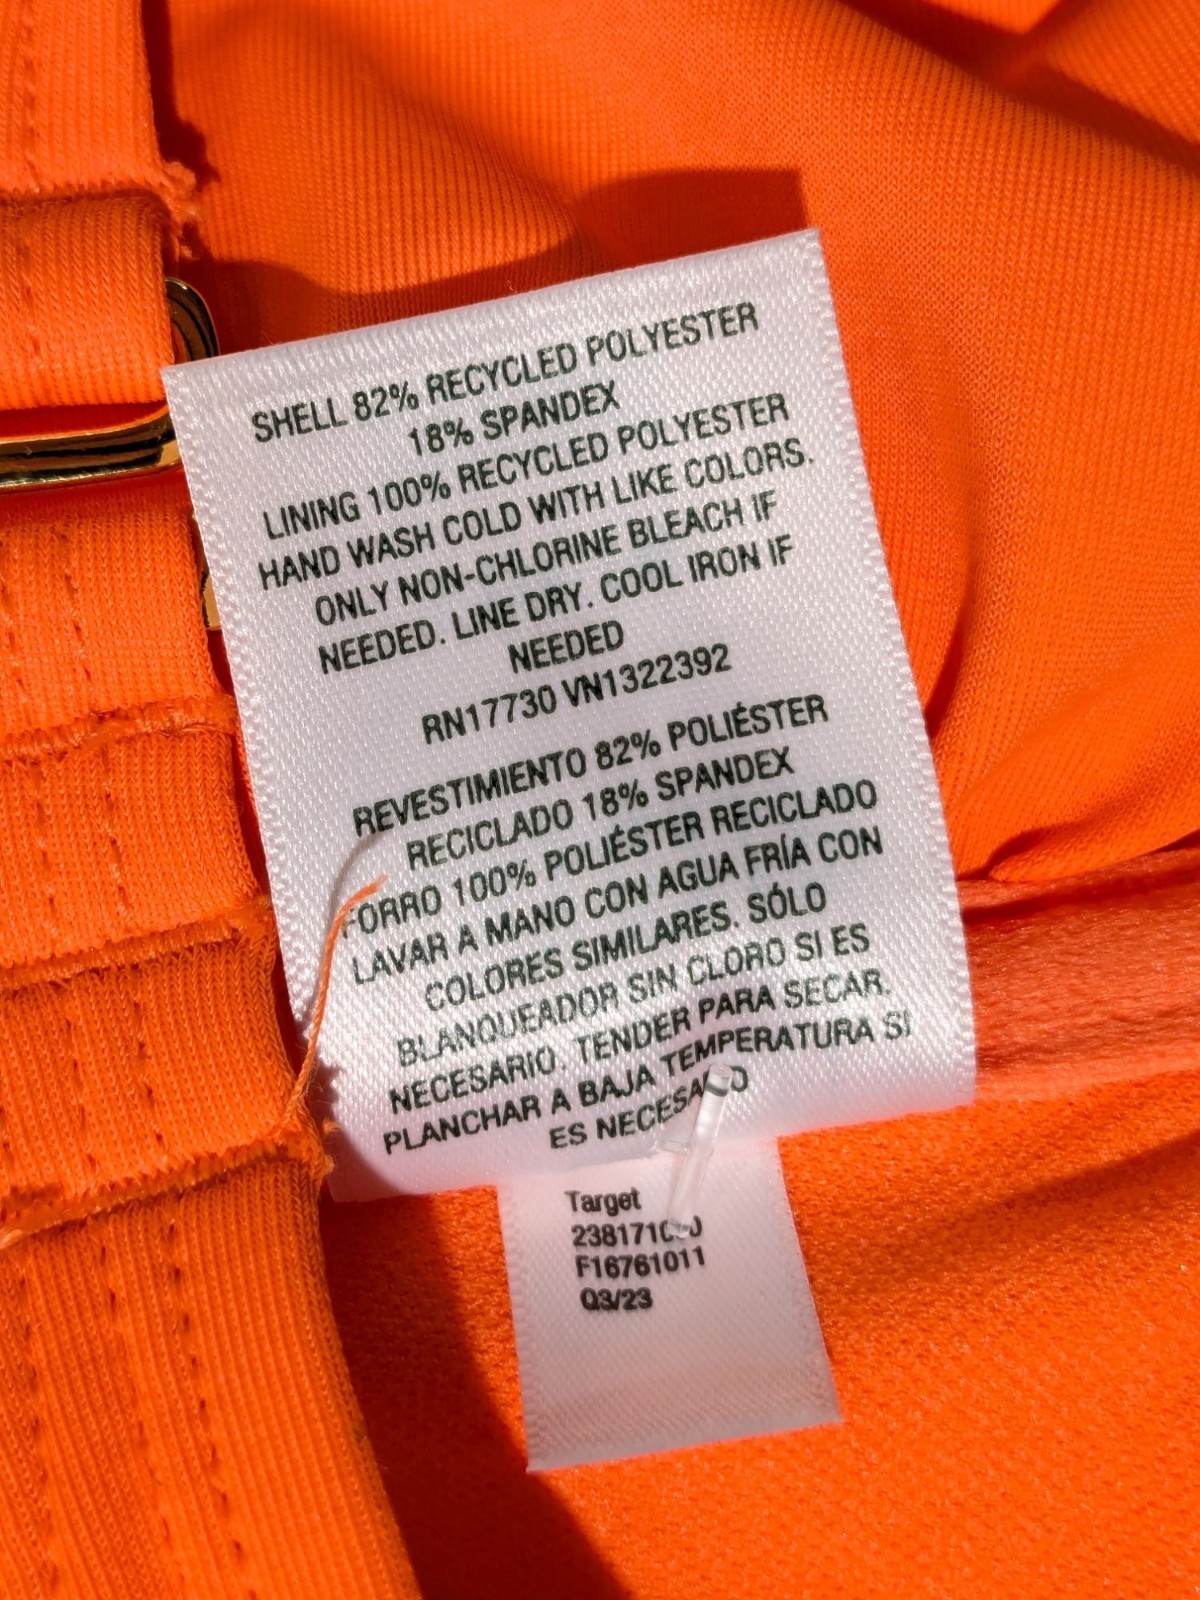 SHELL 82% RECYCLED POLYESTER
18% SPANDEX
LINING 100% RECYCLED POLYESTER
HAND WASH COLD WITH LIKE COLORS.
ONLY NON-CHLORINE BLEACH IF
NEEDED. LINE DRY. COOL IRON IF
NEEDED
RN17730 VN1322392
REVESTIMIENTO 82% POLIÉSTER
RECICLADO 18% SPANDEX
FORRO 100% POLIÉSTER RECICLADO
LAVAR A MANO CON AGUA FRÍA CON
COLORES SIMILARES. SÓLO
BLANQUEADOR SIN CLORO SI ES
NECESARIO. TENDER PARA SECAR.
PLANCHAR A BAJA TEMPERATURA SI
ES NECESARIO
Target
F16761011
Q3/23